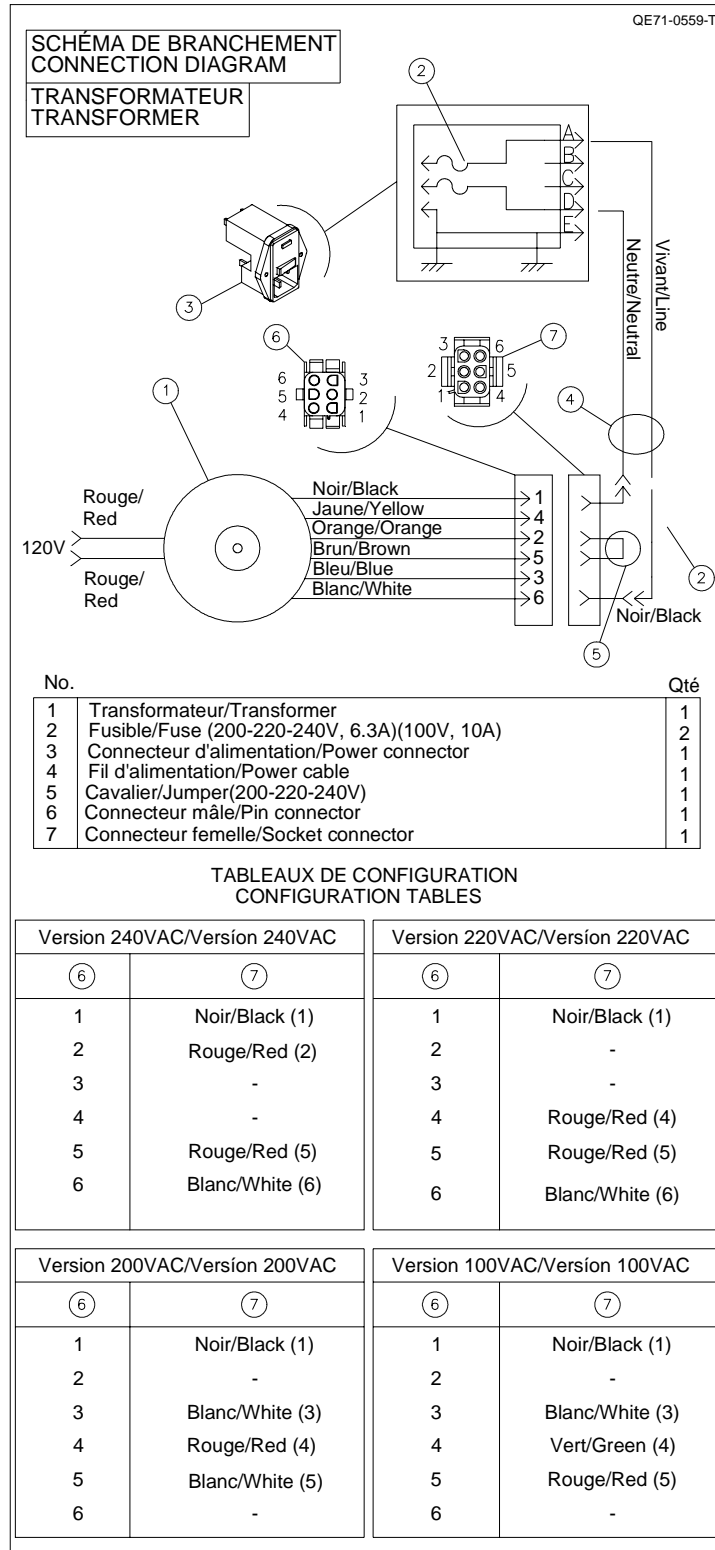 QE71-0559-T
SCHÉMA DE BRANCHEMENT
CONNECTION DIAGRAM
TRANSFORMATEUR
TRANSFORMER
2
A
B
C
D
E
3
Vivant/Line
Neutre/Neutral
6
7
6 3
5 2
4 1
3 6
2 5
1 4
1
4
Rouge/
Red
120V
Rouge/
Red
Noir/Black
Jaune/Yellow
Orange/Orange
Brun/Brown
Bleu/Blue
Blanc/White
1
4
2
5
3
6
2
Noir/Black
5
No. Qté
1 Transformateur/Transformer 1
2 Fusible/Fuse (200-220-240V, 6.3A)(100V, 10A) 2
3 Connecteur d'alimentation/Power connector 1
4 Fil d'alimentation/Power cable 1
5 Cavalier/Jumper(200-220-240V) 1
6 Connecteur mâle/Pin connector 1
7 Connecteur femelle/Socket connector 1
TABLEAUX DE CONFIGURATION
CONFIGURATION TABLES
Version 240VAC/Versíon 240VAC
6 7
1 Noir/Black (1)
2 Rouge/Red (2)
3 -
4 -
5 Rouge/Red (5)
6 Blanc/White (6)
Version 220VAC/Versíon 220VAC
6 7
1 Noir/Black (1)
2 -
3 -
4 Rouge/Red (4)
5 Rouge/Red (5)
6 Blanc/White (6)
Version 200VAC/Versíon 200VAC
6 7
1 Noir/Black (1)
2 -
3 Blanc/White (3)
4 Rouge/Red (4)
5 Blanc/White (5)
6 -
Version 100VAC/Versíon 100VAC
6 7
1 Noir/Black (1)
2 -
3 Blanc/White (3)
4 Vert/Green (4)
5 Rouge/Red (5)
6 -